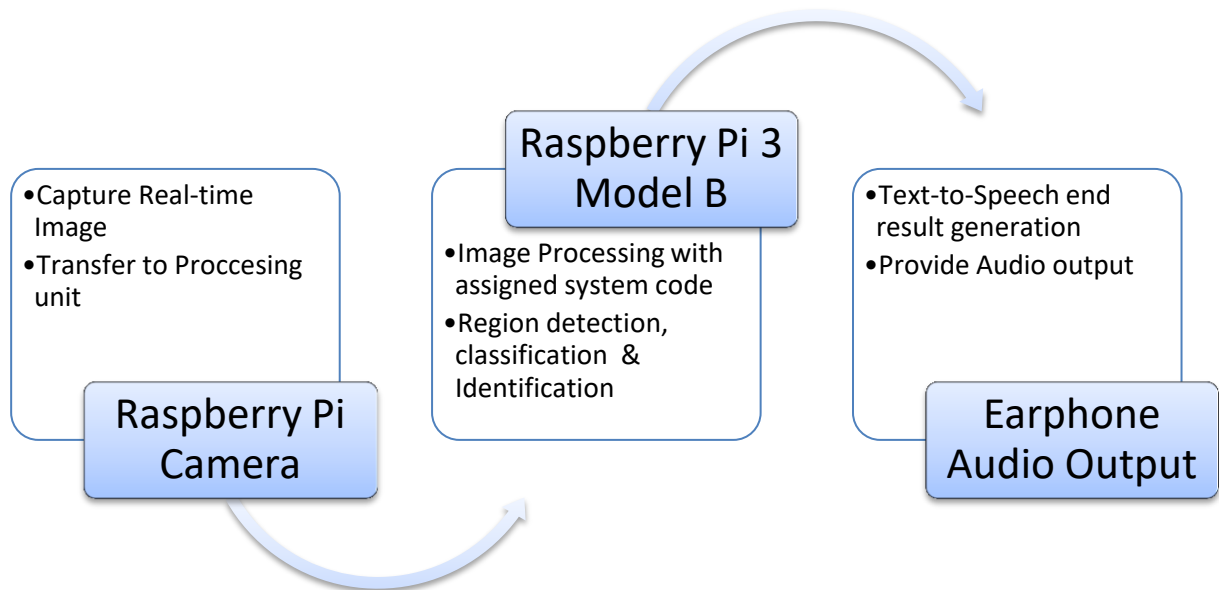 •Capture Real-time
Image
•Transfer to Proccesing
unit
Raspberry Pi
Camera
Raspberry Pi 3
Model B
•Image Processing with
assigned system code
•Region detection,
classification &
Identification
•Text-to-Speech end
result generation
•Provide Audio output
Earphone
Audio Output